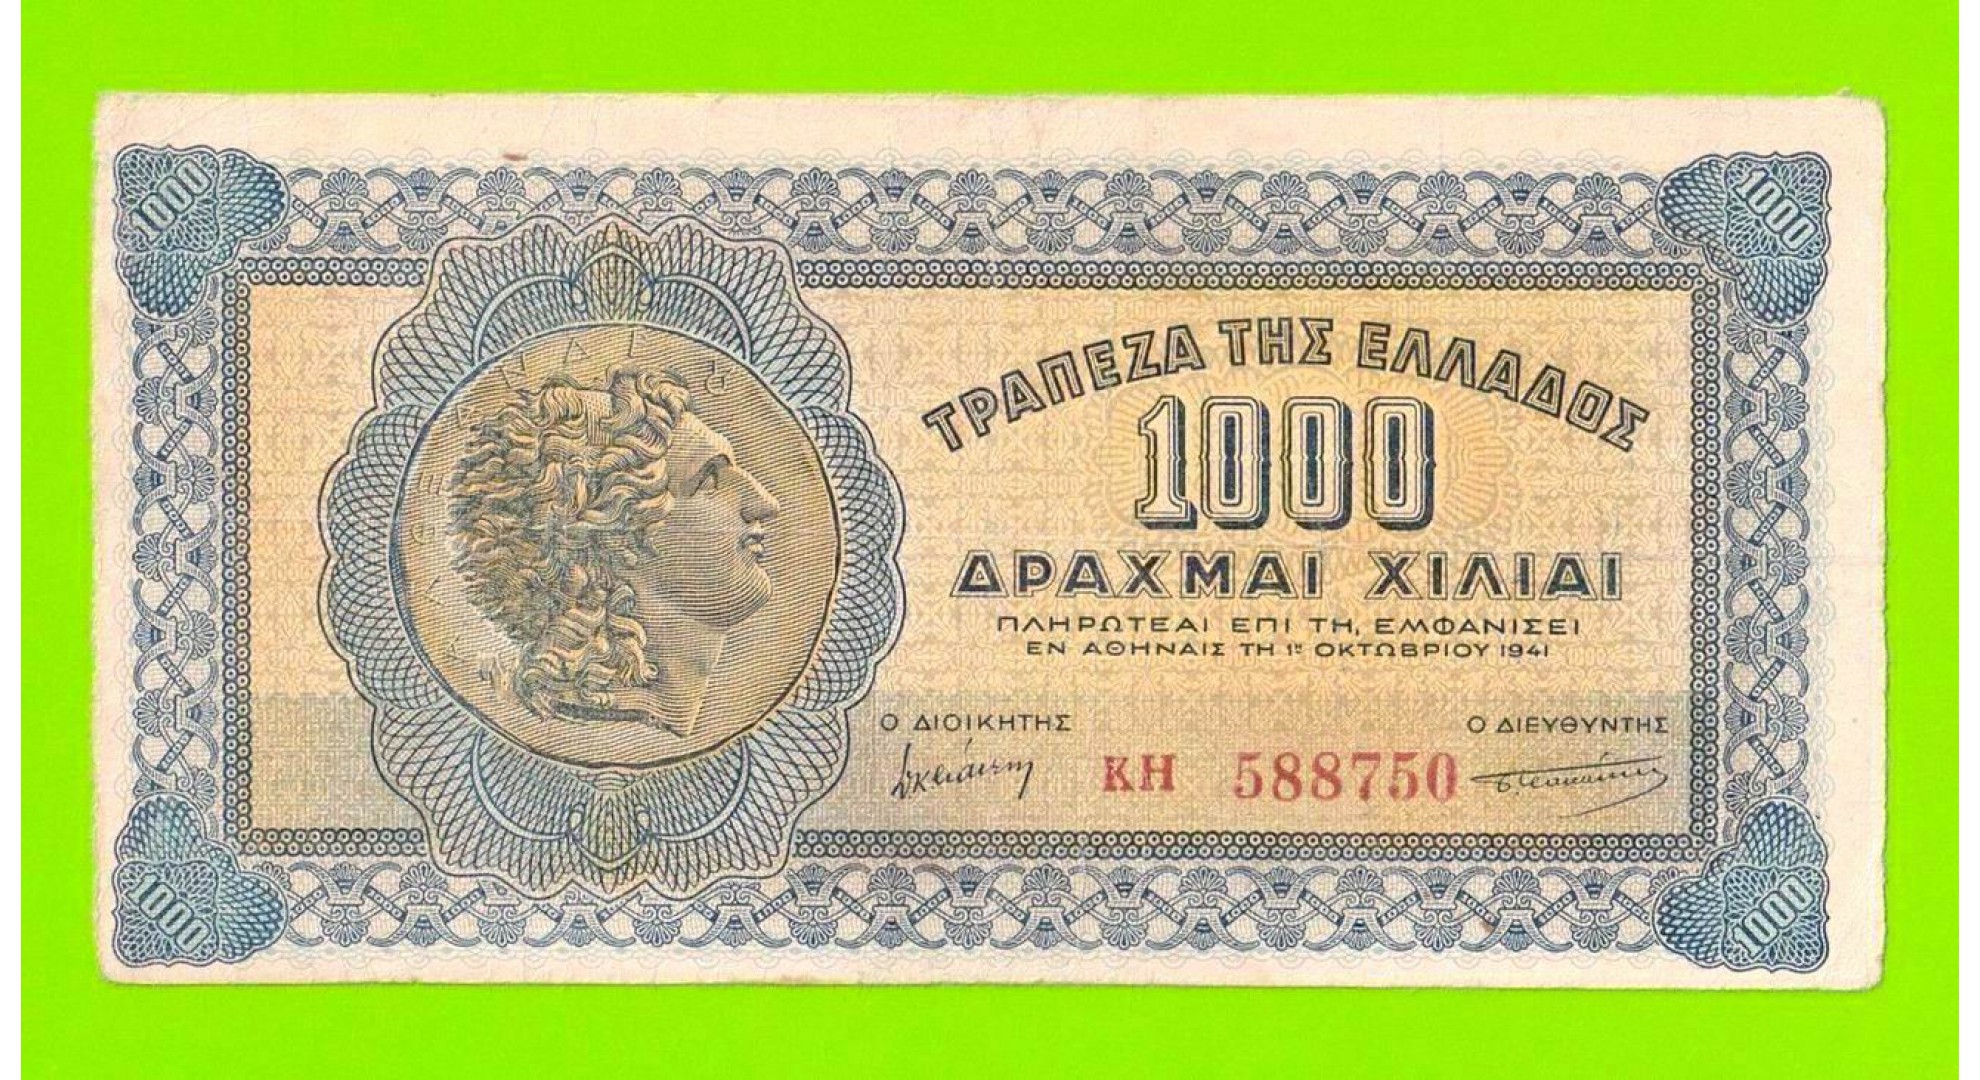 1000
1000
ΤΡΑΠΕΖΑ ΤΗΣ ΕΛΛΑΔΟΣ
1000
ΔΡΑΧΜΑΙ ΧΙΛΙΑΙ
ΠΛΗΡΩΤΕΑΙ ΕΠΙ ΤΗ, ΕΜΦΑΝΙΣΕΙ
ΕΝ ΑΘΗΝΑΙΣ ΤΗ 1ῃ ΟΚΤΩΒΡΙΟΥ 1941
Ο ΔΙΟΙΚΗΤΗΣ
Ο ΔΙΕΥΘΥΝΤΗΣ
ΚΗ 588750
1000
1000